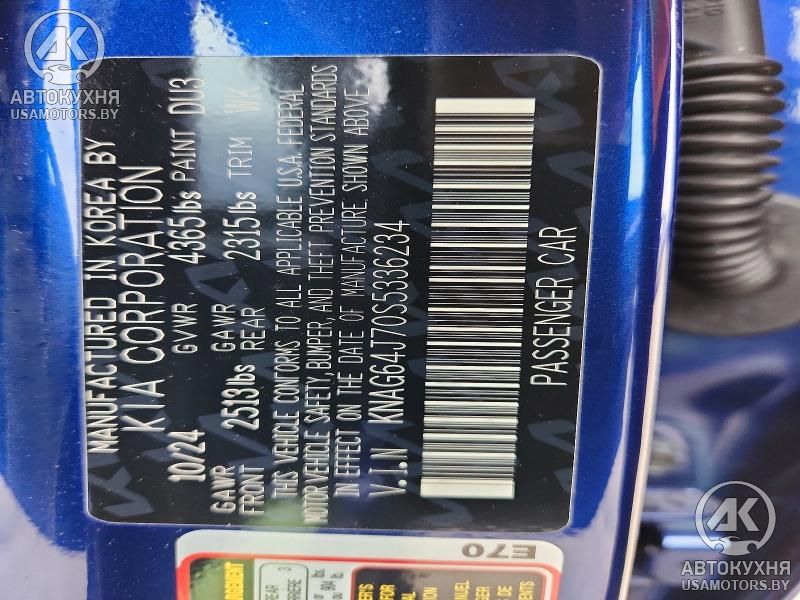 MANUFACTURED IN KOREA BY
KIA CORPORATION
10/24 GVWR 4365lbs PAINT DU3
GAWR FRONT 2513lbs GAWR REAR 2315lbs TRIM WK
THIS VEHICLE CONFORMS TO ALL APPLICABLE U.S.A. FEDERAL
MOTOR VEHICLE SAFETY, BUMPER, AND THEFT PREVENTION STANDARDS
IN EFFECT ON THE DATE OF MANUFACTURE, SHOWN ABOVE
V.I.N KNAG64J70S5336234
PASSENGER CAR
E70
AK
АВТОКУХНЯ
USAMOTORS.BY
AK
АВТОКУХНЯ
USAMOTORS.BY